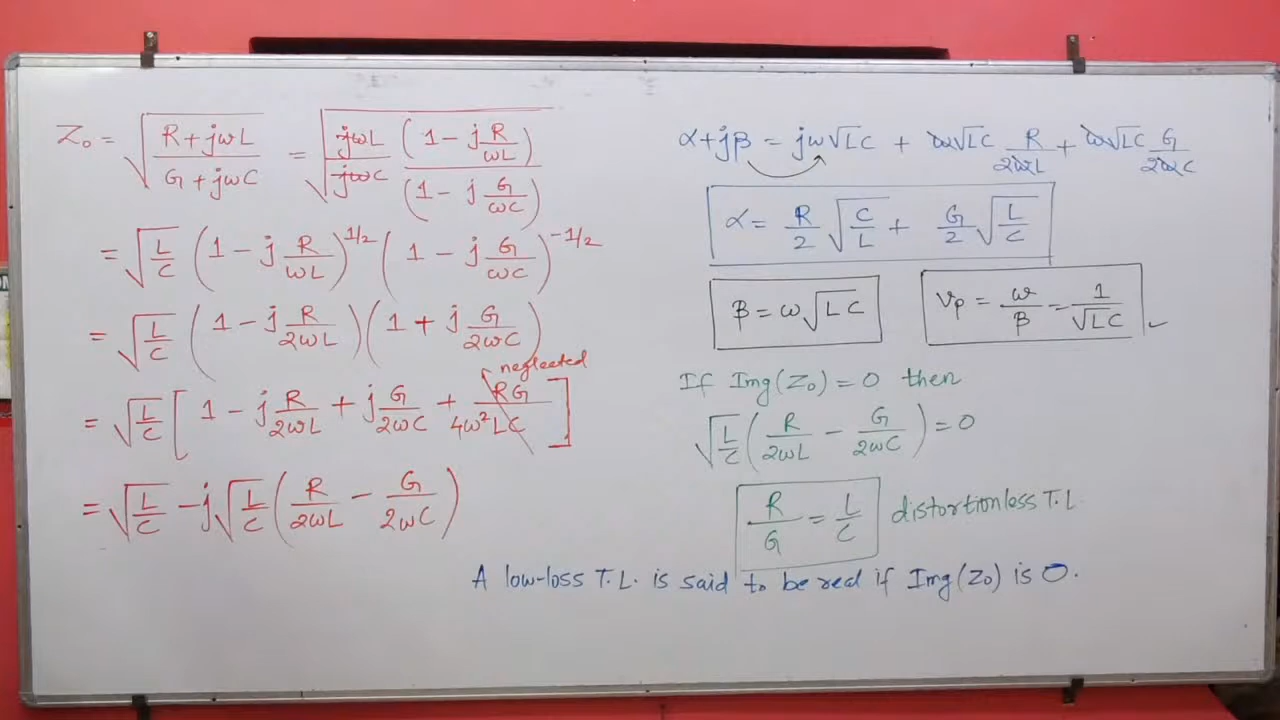 Z₀ = √((R + jωL)/(G + jωC)) = √((jωL/jωC) (1 - j R/ωL)/(1 - j G/ωC))
= √(L/C) (1 - j R/ωL)^1/2 (1 - j G/ωC)^-1/2
= √(L/C) (1 - j R/2ωL) (1 + j G/2ωC)
neglected
= √(L/C) [1 - j R/2ωL + j G/2ωC + RG/4ω²LC]
= √(L/C) - j√(L/C) (R/2ωL - G/2ωC)
α + jβ = jω√LC + ω√LC R/2ωL + ω√LC G/2ωC
α = R/2 √(C/L) + G/2 √(L/C)
β = ω√LC
Vp = ω/β = 1/√LC
If Img(Z₀) = 0 then
√(L/C) (R/2ωL - G/2ωC) = 0
R/G = L/C distortionless T.L
A low-loss T.L. is said to be real if Img(Z₀) is 0.